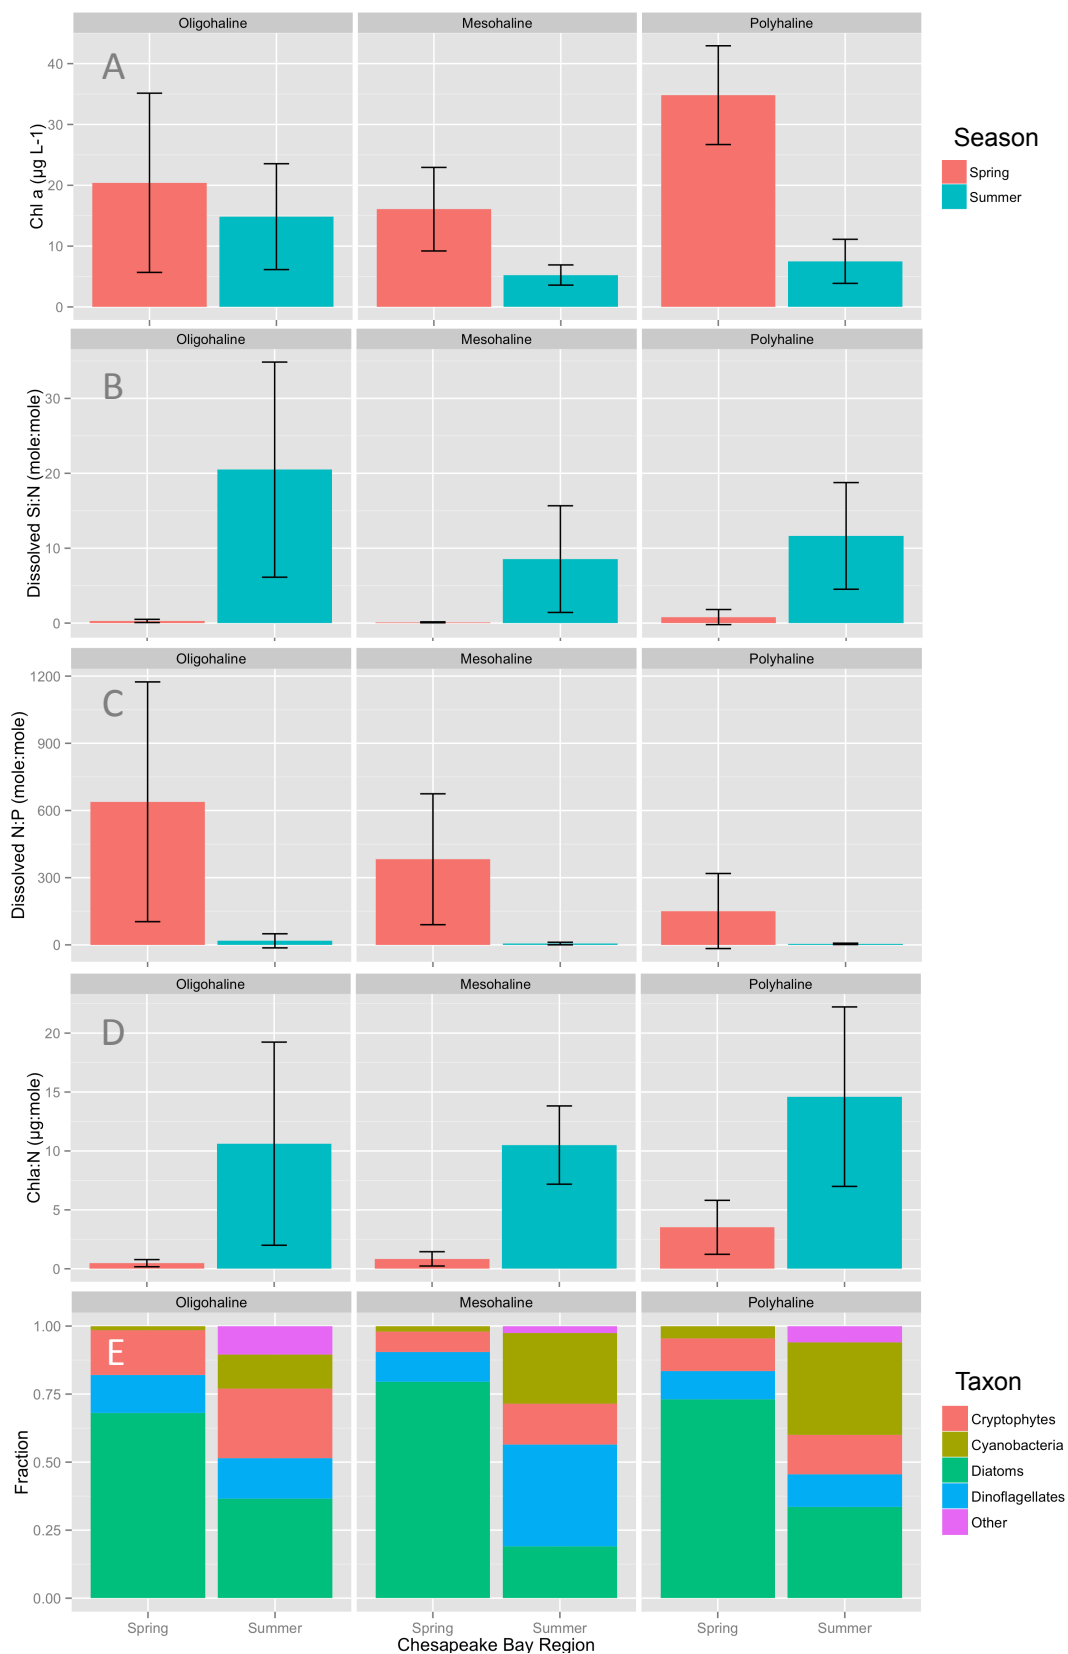 Oligohaline Mesohaline Polyhaline
A
Chl a (µg L-1)
40
30
20
10
0
Season
Spring
Summer
Oligohaline Mesohaline Polyhaline
B
Dissolved Si:N (mole:mole)
30
20
10
0
Oligohaline Mesohaline Polyhaline
C
Dissolved N:P (mole:mole)
1200
900
600
300
0
Oligohaline Mesohaline Polyhaline
D
Chla:N (µg:mole)
20
15
10
5
0
Oligohaline Mesohaline Polyhaline
E
Fraction
1.00
0.75
0.50
0.25
0.00
Taxon
Cryptophytes
Cyanobacteria
Diatoms
Dinoflagellates
Other
Spring Summer Spring Summer Spring Summer
Chesapeake Bay Region